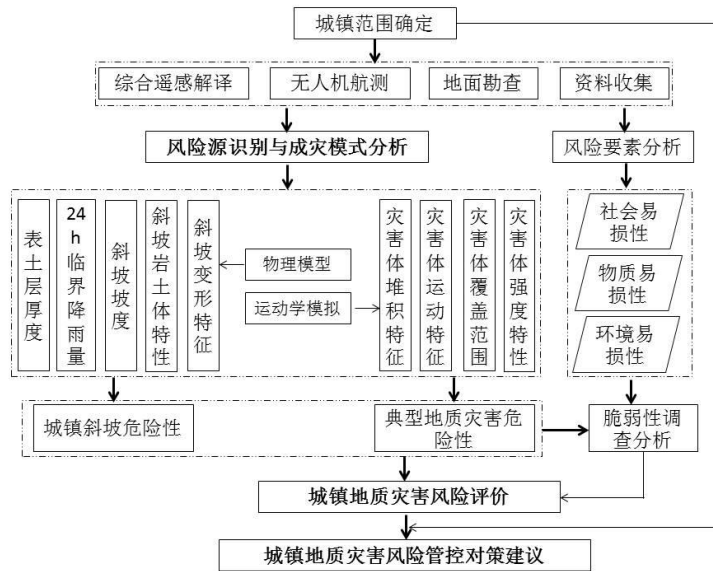 城镇范围确定
综合遥感解译
无人机航测
地面勘查
资料收集
风险源识别与成灾模式分析
风险要素分析
表土层厚度
24h临界降雨量
斜坡坡度
斜坡岩土体特性
斜坡变形特征
物理模型
运动学模拟
灾害体堆积特征
灾害体运动特征
灾害体覆盖范围
灾害体强度特性
社会易
损性
物质易
损性
环境易
损性
城镇斜坡危险性
典型地质灾害危
险性
脆弱性调
查分析
城镇地质灾害风险评价
城镇地质灾害风险管控对策建议